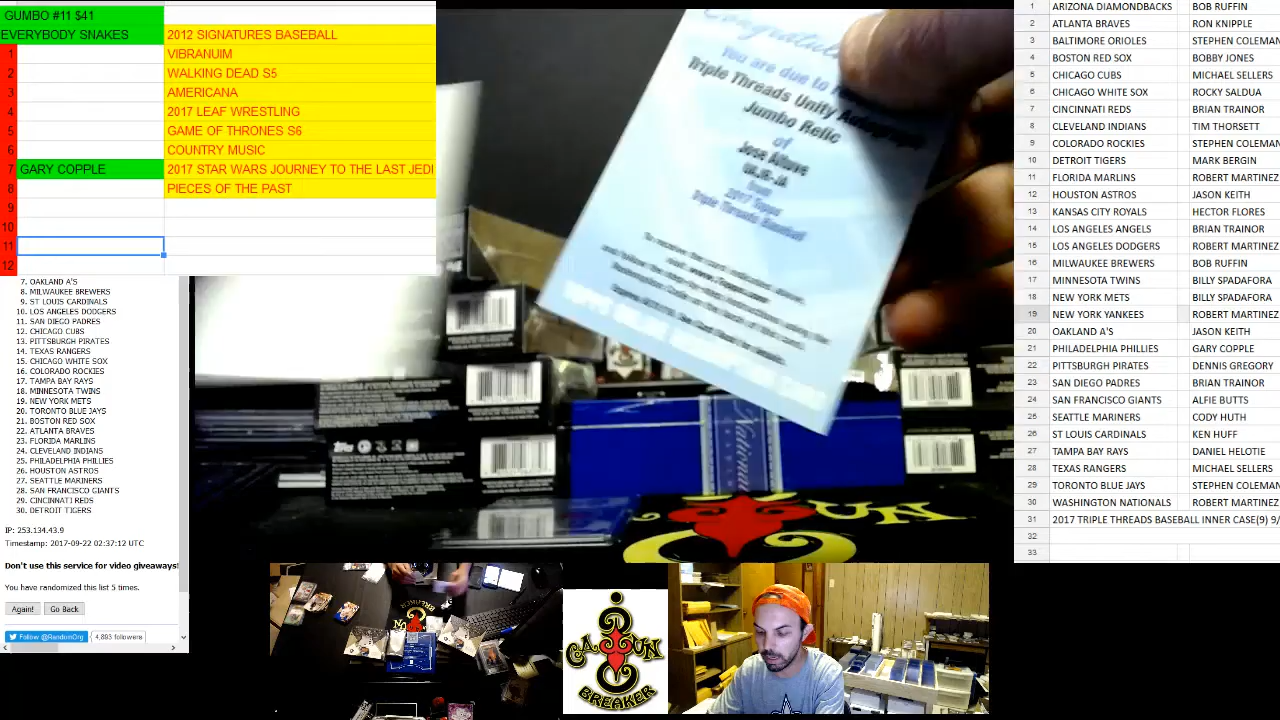 GUMBO #11 $41
EVERYBODY SNAKES 2012 SIGNATURES BASEBALL
1 VIBRANUIM
2 WALKING DEAD S5
3 AMERICANA
4 2017 LEAF WRESTLING
5 GAME OF THRONES S6
6 COUNTRY MUSIC
7 GARY COPPLE 2017 STAR WARS JOURNEY TO THE LAST JEDI
8 PIECES OF THE PAST
9
10
11
12
7. OAKLAND A'S
8. MILWAUKEE BREWERS
9. ST LOUIS CARDINALS
10. LOS ANGELES DODGERS
11. SAN DIEGO PADRES
12. CHICAGO CUBS
13. PITTSBURGH PIRATES
14. TEXAS RANGERS
15. CHICAGO WHITE SOX
16. COLORADO ROCKIES
17. TAMPA BAY RAYS
18. MINNESOTA TWINS
19. NEW YORK METS
20. TORONTO BLUE JAYS
21. BOSTON RED SOX
22. ATLANTA BRAVES
23. FLORIDA MARLINS
24. CLEVELAND INDIANS
25. PHILADELPHIA PHILLIES
26. HOUSTON ASTROS
27. SEATTLE MARINERS
28. SAN FRANCISCO GIANTS
29. CINCINNATI REDS
30. DETROIT TIGERS
IP: 253.134.43.9
Timestamp: 2017-09-22 02:37:12 UTC
Don't use this service for video giveaways!
You have randomized this list 5 times.
Again! Go Back
Follow @RandomOrg 4,893 followers
You are due to
Triple Threads Unity
Jumbo Relic
of
Jose Altuve
from
2017 Topps
Triple Threads Baseball
topps
National
CAJUN
BREAKER
1 ARIZONA DIAMONDBACKS BOB RUFFIN
2 ATLANTA BRAVES RON KNIPPLE
3 BALTIMORE ORIOLES STEPHEN COLEMAN
4 BOSTON RED SOX BOBBY JONES
5 CHICAGO CUBS MICHAEL SELLERS
6 CHICAGO WHITE SOX ROCKY SALDUA
7 CINCINNATI REDS BRIAN TRAINOR
8 CLEVELAND INDIANS TIM THORSETT
9 COLORADO ROCKIES STEPHEN COLEMAN
10 DETROIT TIGERS MARK BERGIN
11 FLORIDA MARLINS ROBERT MARTINEZ
12 HOUSTON ASTROS JASON KEITH
13 KANSAS CITY ROYALS HECTOR FLORES
14 LOS ANGELES ANGELS BRIAN TRAINOR
15 LOS ANGELES DODGERS ROBERT MARTINEZ
16 MILWAUKEE BREWERS BOB RUFFIN
17 MINNESOTA TWINS BILLY SPADAFORA
18 NEW YORK METS BILLY SPADAFORA
19 NEW YORK YANKEES ROBERT MARTINEZ
20 OAKLAND A'S JASON KEITH
21 PHILADELPHIA PHILLIES GARY COPPLE
22 PITTSBURGH PIRATES DENNIS GREGORY
23 SAN DIEGO PADRES BRIAN TRAINOR
24 SAN FRANCISCO GIANTS ALFIE BUTTS
25 SEATTLE MARINERS CODY HUTH
26 ST LOUIS CARDINALS KEN HUFF
27 TAMPA BAY RAYS DANIEL HELOTIE
28 TEXAS RANGERS MICHAEL SELLERS
29 TORONTO BLUE JAYS STEPHEN COLEMAN
30 WASHINGTON NATIONALS ROBERT MARTINEZ
31 2017 TRIPLE THREADS BASEBALL INNER CASE(9) 9/
32
33